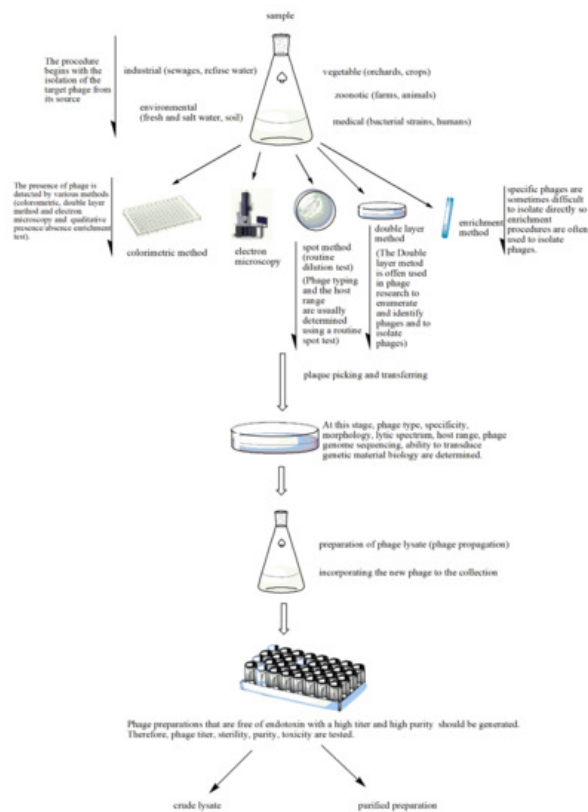 sample
The procedure
begins with the
isolation of the
target phage from
its source
industrial (sewages, refuse water)
environmental
(fresh and salt water, soil)
vegetable (orchards, crops)
zoonotic (farms, animals)
medical (bacterial strains, humans)
The presence of phage is
detected by various methods
(colorometric, double layer
method and electron
microscopy and qualitative
presence/absence enrichment
test).
colorimetric method
electron
microscopy
spot method
(routine
dilution test)
(Phage typing
and the host
range
are usually
determined
using a routine
spot test)
double layer
method
(The Double
layer metod
is offen used
in phage
research to
enumerate
and identify
phages and to
isolate
phages)
enrichment
method
specific phages are
sometimes difficult
to isolate directly so
enrichment
procedures are often
used to isolate
phages.
plaque picking and transferring
At this stage, phage type, specificity,
morphology, lytic spectrum, host range, phage
genome sequencing, ability to transduce
genetic material biology are determined.
preparation of phage lysate (phage propagation)
incorporating the new phage to the collection
Phage preparations that are free of endotoxin with a high titer and high purity should be generated.
Therefore, phage titer, sterility, purity, toxicity are tested.
crude lysate
purified preparation